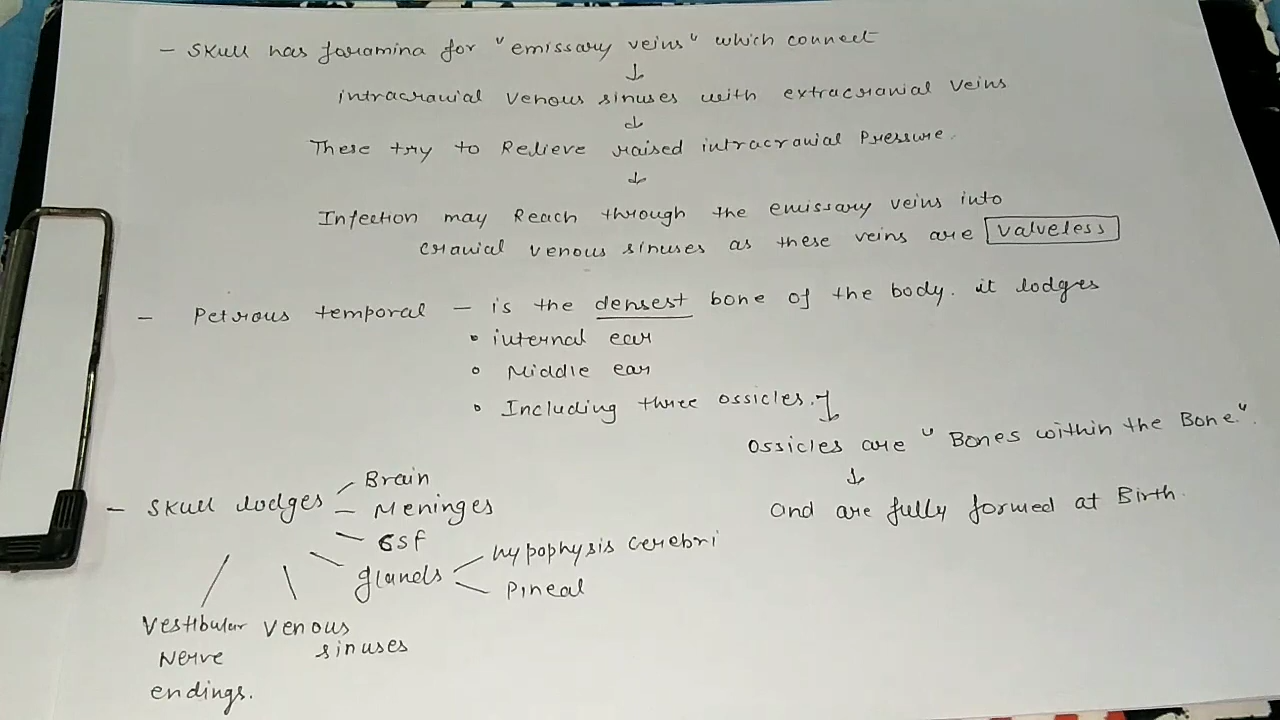 - Skull has foramina for "emissary veins" which connect
↓
intracranial venous sinuses with extracranial veins
↓
These try to Relieve raised intracranial Pressure.
↓
Infection may Reach through the emissary veins into
cranial venous sinuses as these veins are valveless
- Petrous temporal - is the densest bone of the body. it lodges
• internal ear
• Middle ear
• Including three ossicles.
↓
Ossicles are "Bones within the Bone".
↓
And are fully formed at Birth.
- Skull lodges
Brain
Meninges
CSF
glands
hypophysis cerebri
Pineal
Venous
sinuses
Vestibular
Nerve
endings.